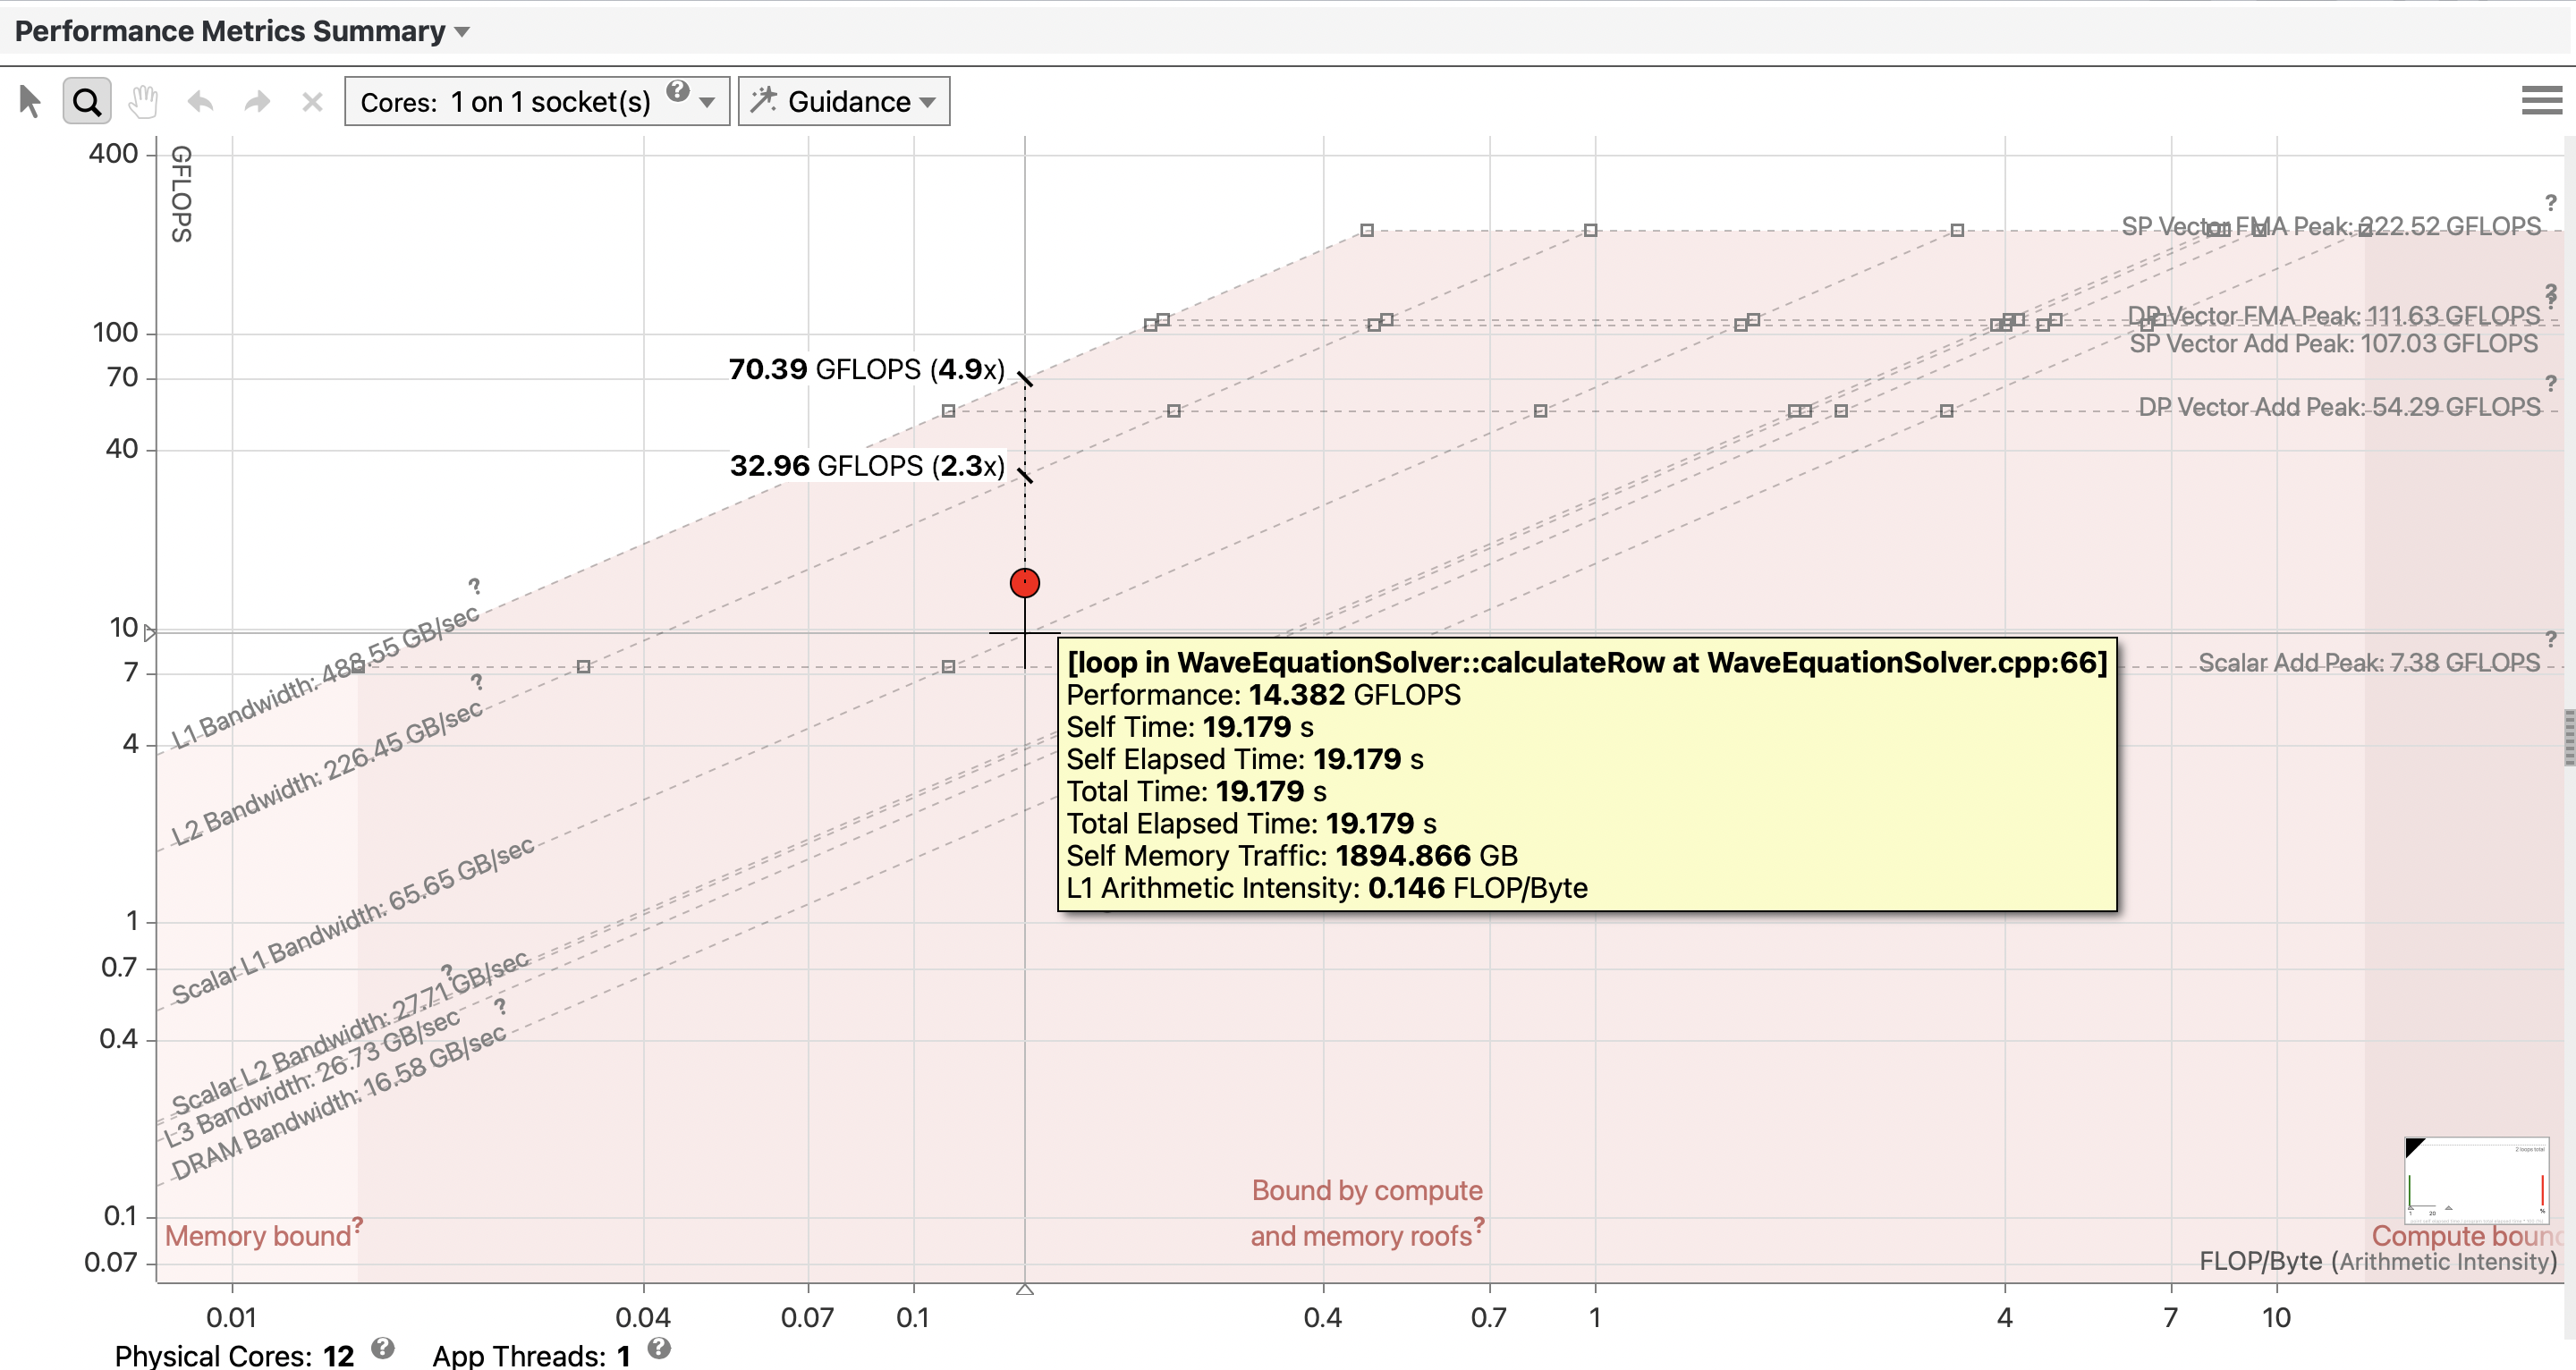 Performance Metrics Summary
Cores: 1 on 1 socket(s) ?
Guidance
GFLOPS
400
100
70
40
10
7
4
1
0.7
0.4
0.1
0.07
SP Vector FMA Peak: 222.52 GFLOPS ?
DP Vector FMA Peak: 111.63 GFLOPS ?
SP Vector Add Peak: 107.03 GFLOPS ?
DP Vector Add Peak: 54.29 GFLOPS ?
Scalar Add Peak: 7.38 GFLOPS ?
70.39 GFLOPS (4.9x)
32.96 GFLOPS (2.3x)
L1 Bandwidth: 488.55 GB/sec ?
L2 Bandwidth: 226.45 GB/sec ?
Scalar L1 Bandwidth: 65.65 GB/sec
Scalar L2 Bandwidth: 27.71 GB/sec
L3 Bandwidth: 26.73 GB/sec ?
DRAM Bandwidth: 16.58 GB/sec ?
[loop in WaveEquationSolver::calculateRow at WaveEquationSolver.cpp:66]
Performance: 14.382 GFLOPS
Self Time: 19.179 s
Self Elapsed Time: 19.179 s
Total Time: 19.179 s
Total Elapsed Time: 19.179 s
Self Memory Traffic: 1894.866 GB
L1 Arithmetic Intensity: 0.146 FLOP/Byte
Memory bound?
Bound by compute
and memory roofs?
2 loops total
Compute bound
FLOP/Byte (Arithmetic Intensity)
0.01
0.04
0.07
0.1
0.4
0.7
1
4
7
10
Physical Cores: 12 ?
App Threads: 1 ?